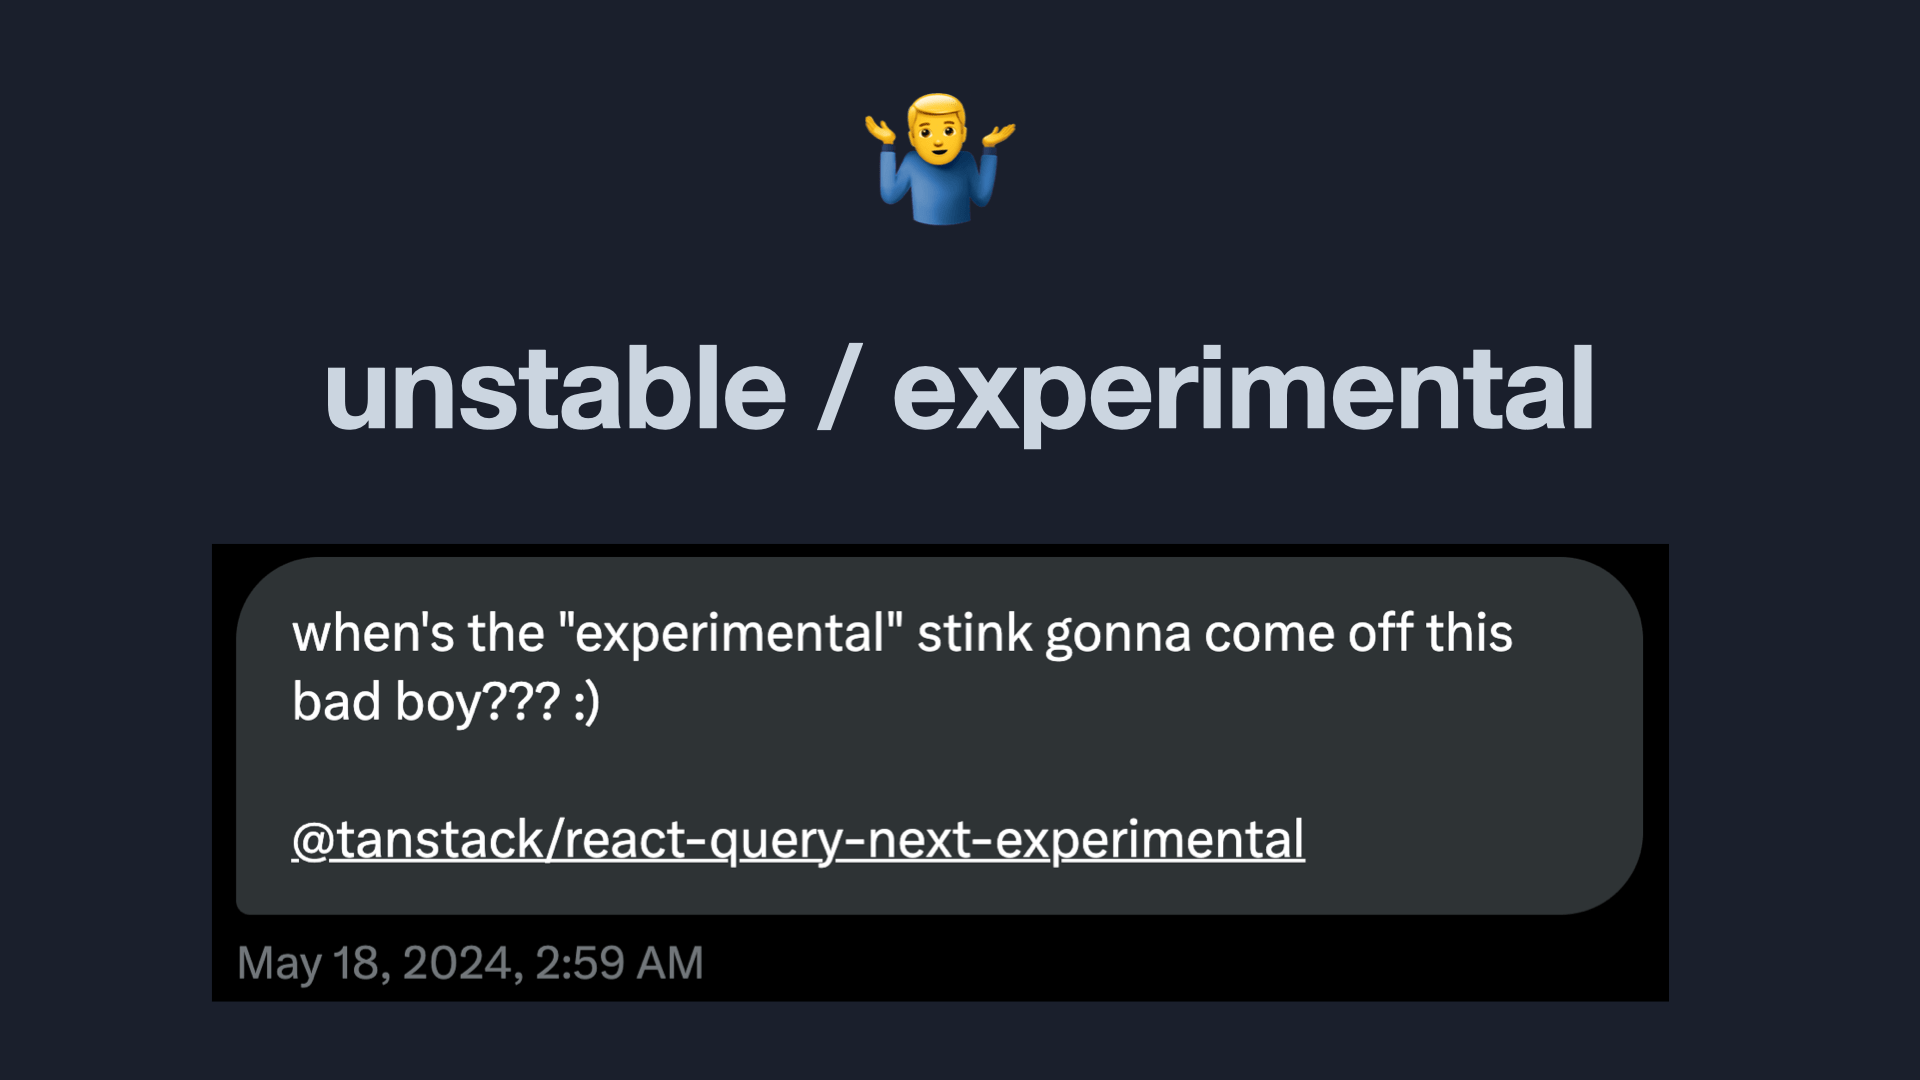 unstable / experimental
when's the "experimental" stink gonna come off this
bad boy??? :)
@tanstack/react-query-next-experimental
May 18, 2024, 2:59 AM